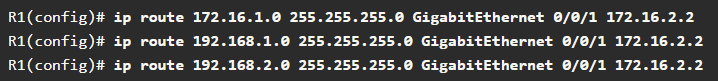 R1(config)# ip route 172.16.1.0 255.255.255.0 GigabitEthernet 0/0/1 172.16.2.2
R1(config)# ip route 192.168.1.0 255.255.255.0 GigabitEthernet 0/0/1 172.16.2.2
R1(config)# ip route 192.168.2.0 255.255.255.0 GigabitEthernet 0/0/1 172.16.2.2